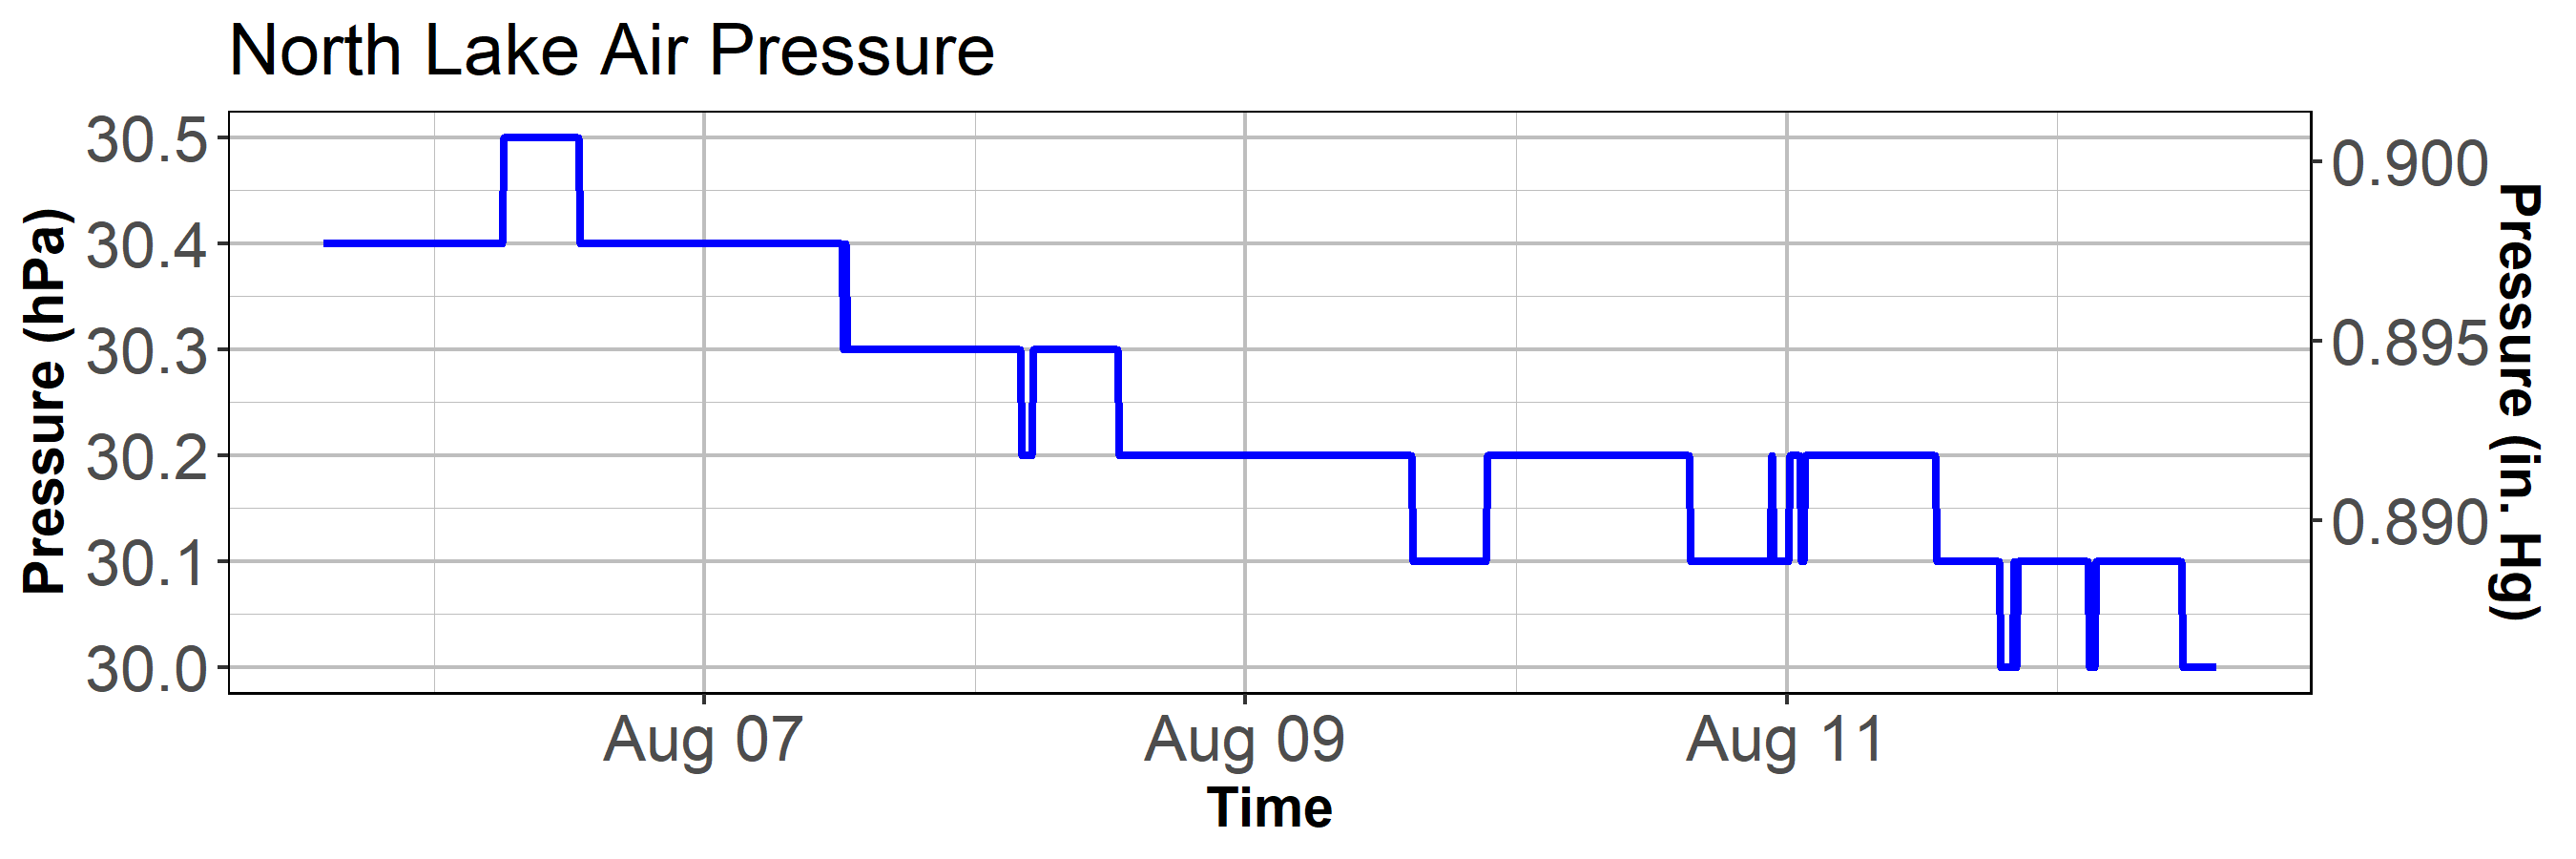 North Lake Air Pressure
Pressure (hPa)
30.5
30.4
30.3
30.2
30.1
30.0
0.900
0.895
0.890
Pressure (in. Hg)
Aug 07
Aug 09
Aug 11
Time